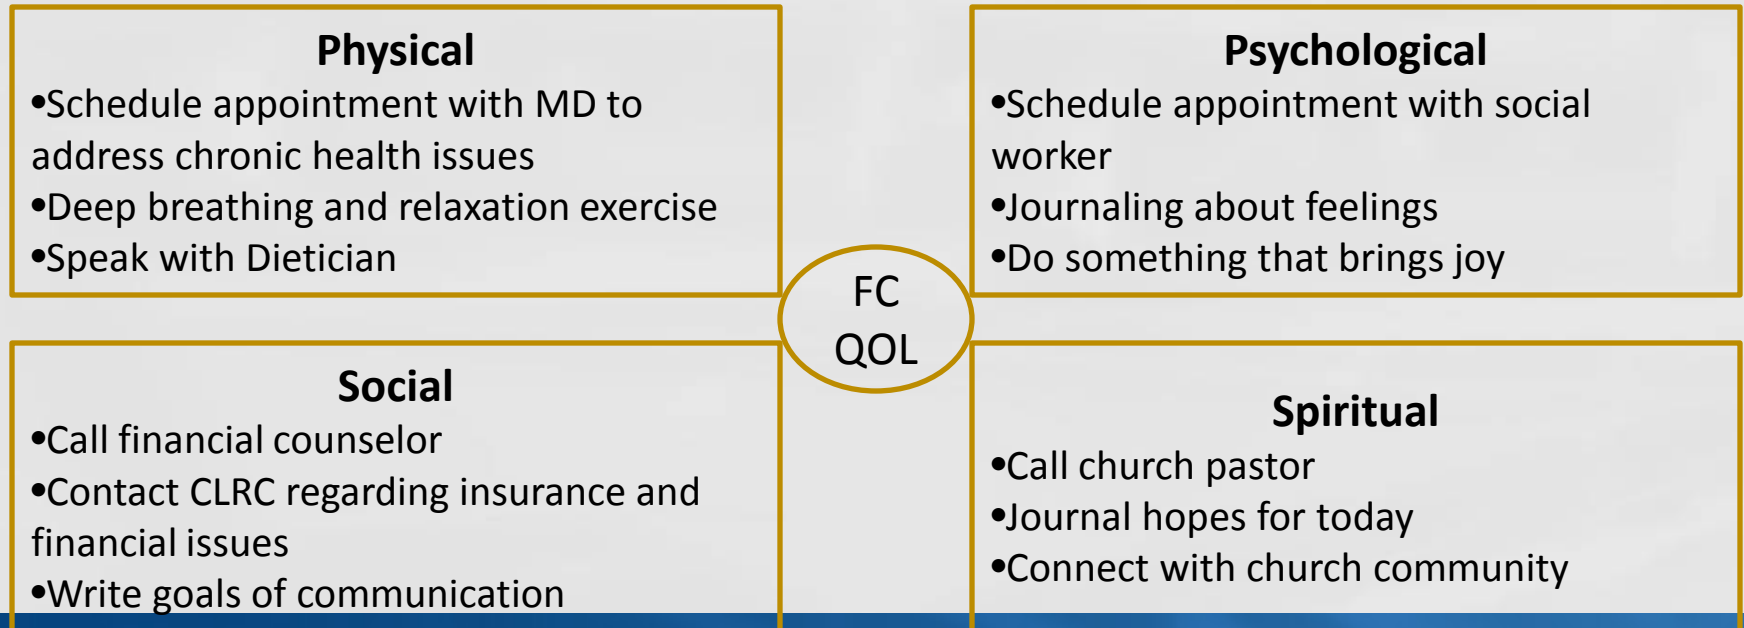 Physical
•Schedule appointment with MD to
address chronic health issues
•Deep breathing and relaxation exercise
•Speak with Dietician
Psychological
•Schedule appointment with social
worker
•Journaling about feelings
•Do something that brings joy
FC
QOL
Social
•Call financial counselor
•Contact CLRC regarding insurance and
financial issues
•Write goals of communication
Spiritual
•Call church pastor
•Journal hopes for today
•Connect with church community